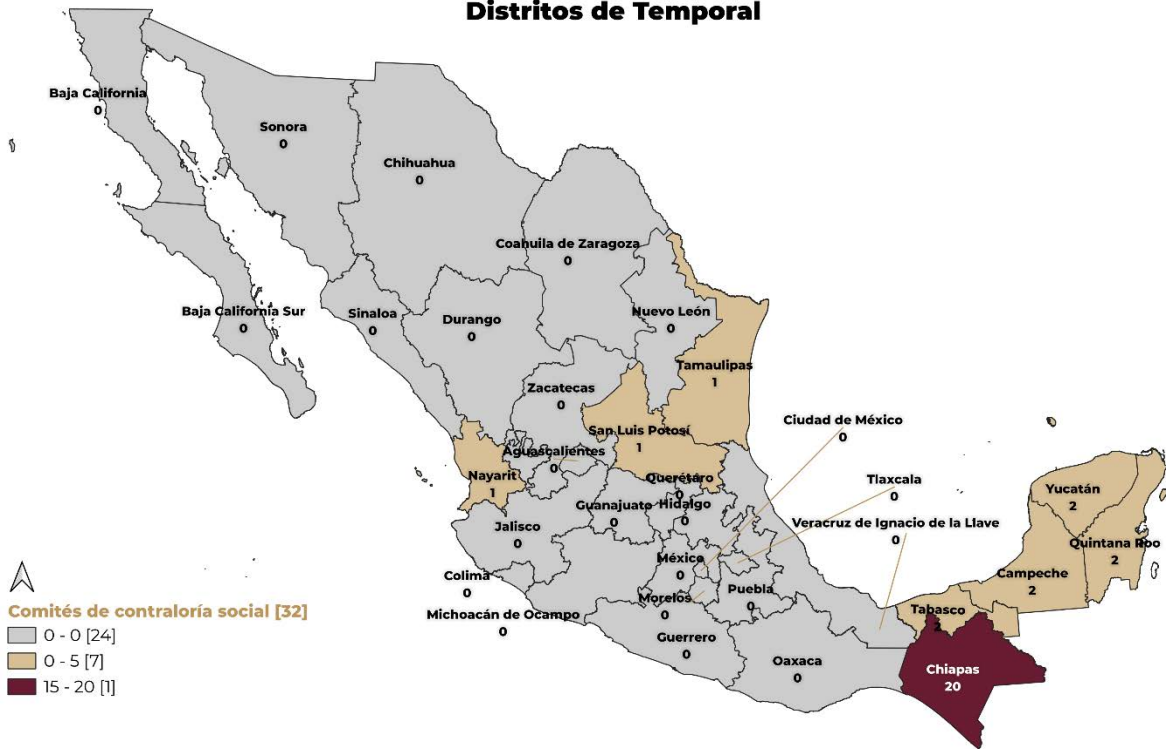 Distritos de Temporal
Baja California
0
Sonora
0
Chihuahua
0
Coahuila de Zaragoza
0
Baja California Sur
0
Sinaloa
0
Durango
0
Nuevo León
0
Tamaulipas
1
Zacatecas
0
Ciudad de México
0
San Luis Potosí
1
Aguascalientes
0
Nayarit
1
Querétaro
0
Tlaxcala
0
Yucatán
2
Guanajuato
0
Hidalgo
0
Jalisco
0
Veracruz de Ignacio de la Llave
0
Quintana Roo
2
México
0
Campeche
2
Colima
0
Puebla
0
Morelos
0
Michoacán de Ocampo
0
Tabasco
Guerrero
0
Oaxaca
0
Chiapas
20
Comités de contraloría social [32]
0 - 0 [24]
0 - 5 [7]
15 - 20 [1]